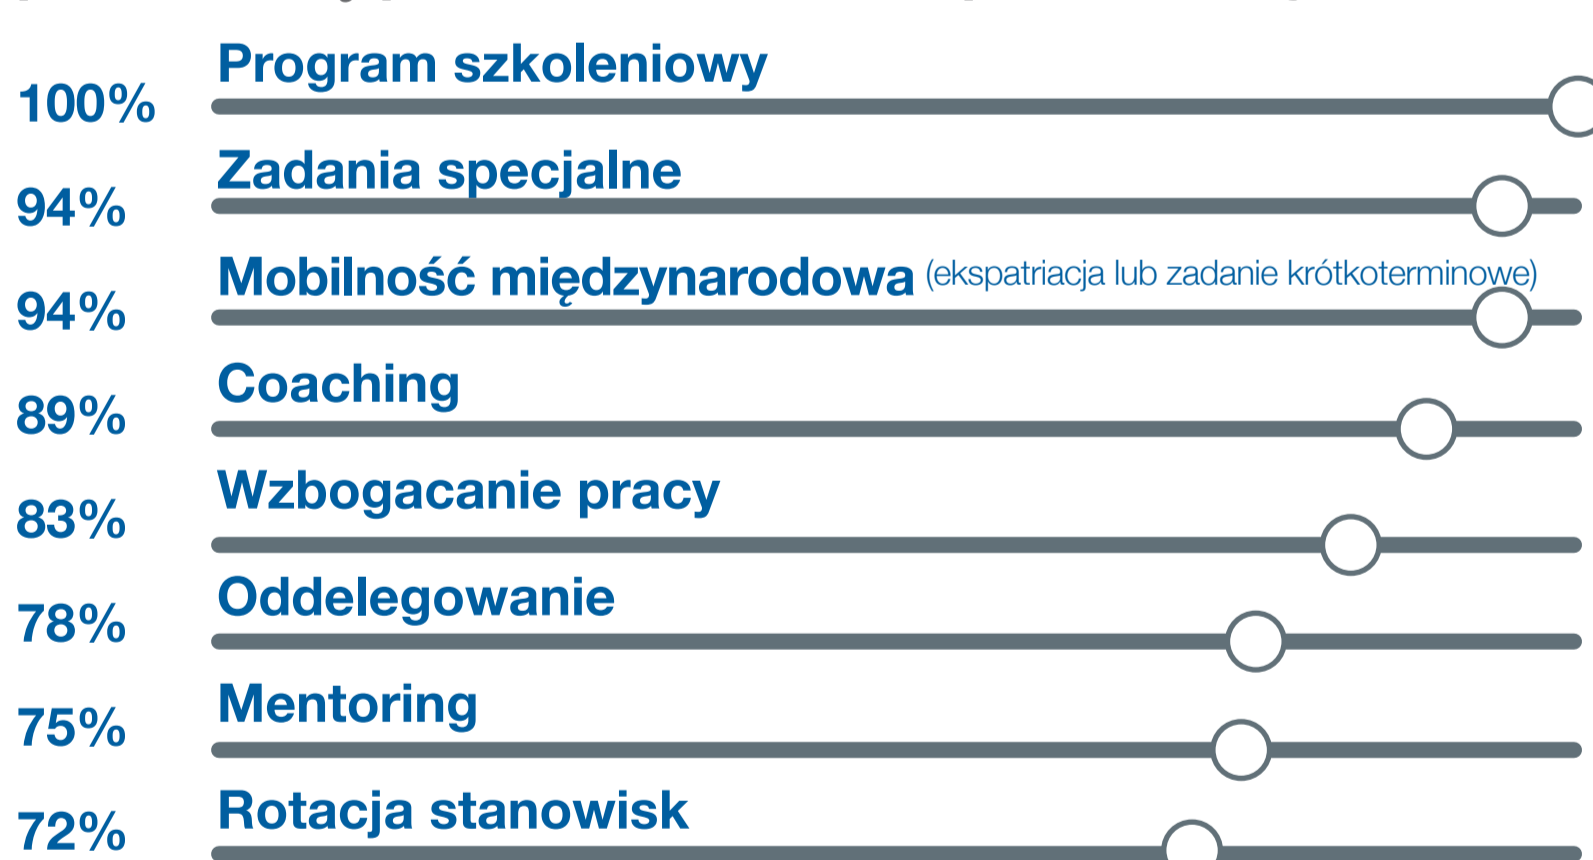 Program szkoleniowy
100%
Zadania specjalne
94%
Mobilność międzynarodowa (ekspatriacja lub zadanie krótkoterminowe)
94%
Coaching
89%
Wzbogacanie pracy
83%
Oddelegowanie
78%
Mentoring
75%
Rotacja stanowisk
72%